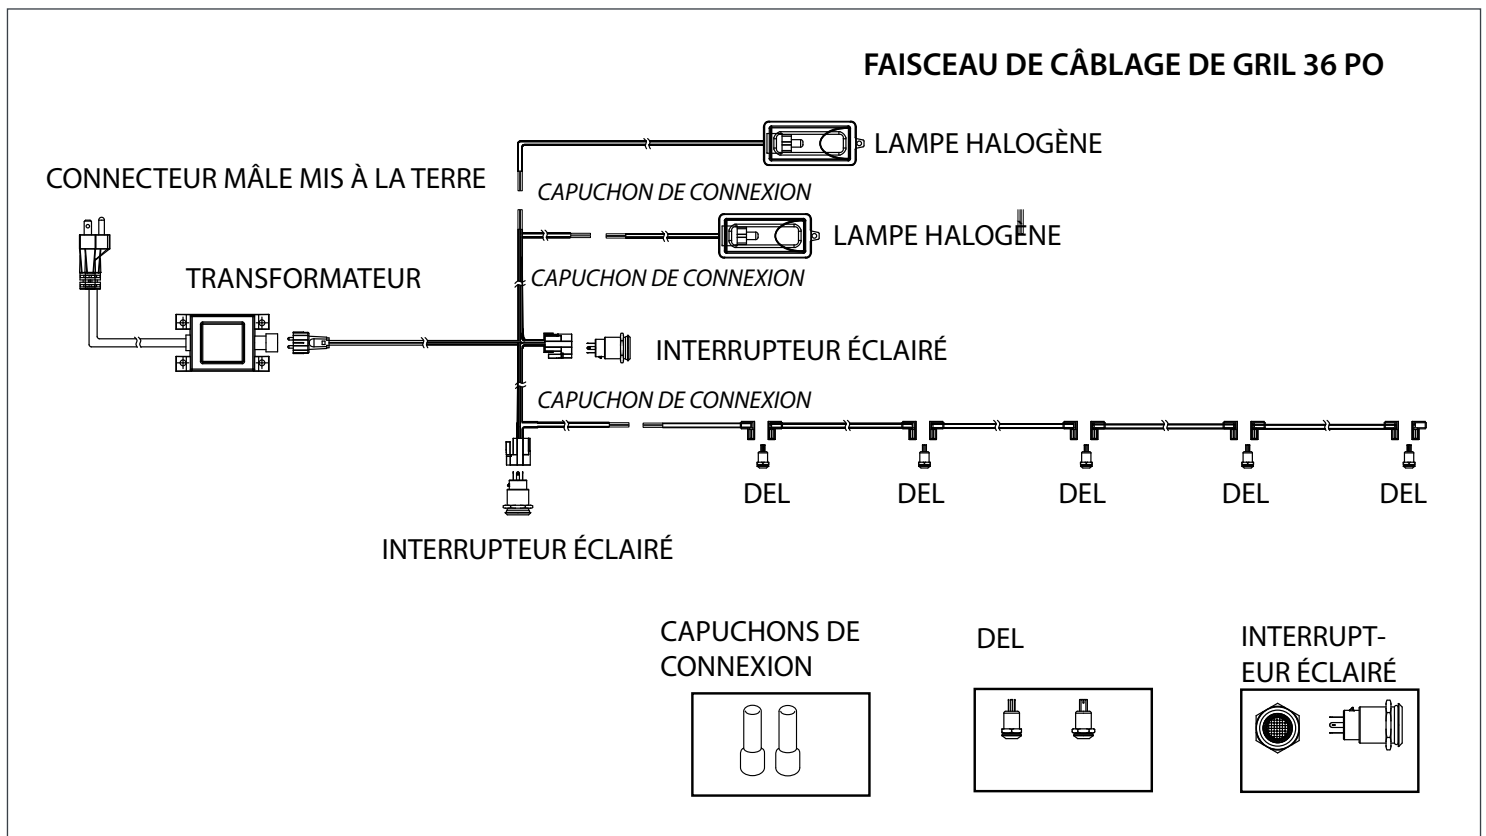 FAISCEAU DE CÂBLAGE DE GRIL 36 PO
LAMPE HALOGÈNE
CONNECTEUR MÂLE MIS À LA TERRE
CAPUCHON DE CONNEXION
LAMPE HALOGÈNE
TRANSFORMATEUR
CAPUCHON DE CONNEXION
INTERRUPTEUR ÉCLAIRÉ
CAPUCHON DE CONNEXION
DEL
DEL
DEL
DEL
DEL
INTERRUPTEUR ÉCLAIRÉ
CAPUCHONS DE
CONNEXION
DEL
INTERRUPT-
EUR ÉCLAIRÉ